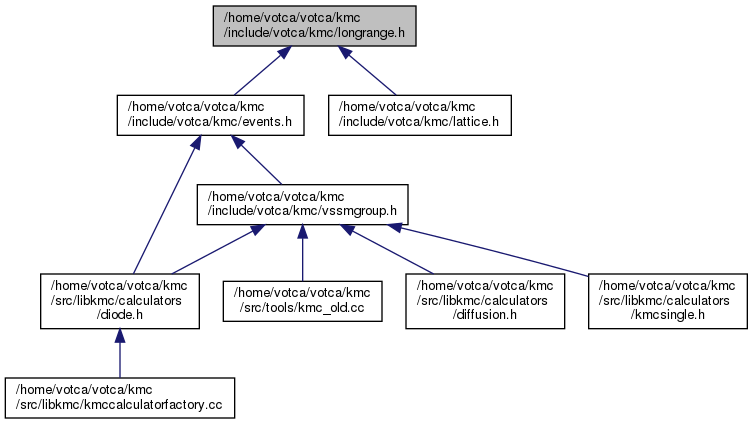 /home/votca/votca/kmc
/include/votca/kmc/longrange.h
/home/votca/votca/kmc
/include/votca/kmc/events.h
/home/votca/votca/kmc
/include/votca/kmc/lattice.h
/home/votca/votca/kmc
/include/votca/kmc/vssmgroup.h
/home/votca/votca/kmc
/src/libkmc/calculators
/diode.h
/home/votca/votca/kmc
/src/tools/kmc_old.cc
/home/votca/votca/kmc
/src/libkmc/calculators
/diffusion.h
/home/votca/votca/kmc
/src/libkmc/calculators
/kmcsingle.h
/home/votca/votca/kmc
/src/libkmc/kmccalculatorfactory.cc